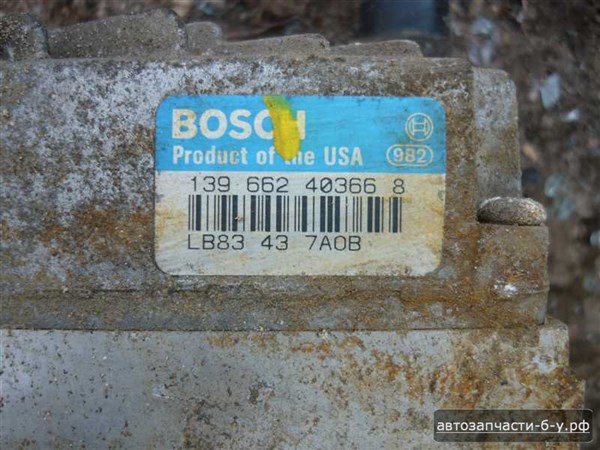 BOSCH
Product of the USA
982
139 662 40366 8
LB83 43 7A0B
автозапчасти-б-у.рф